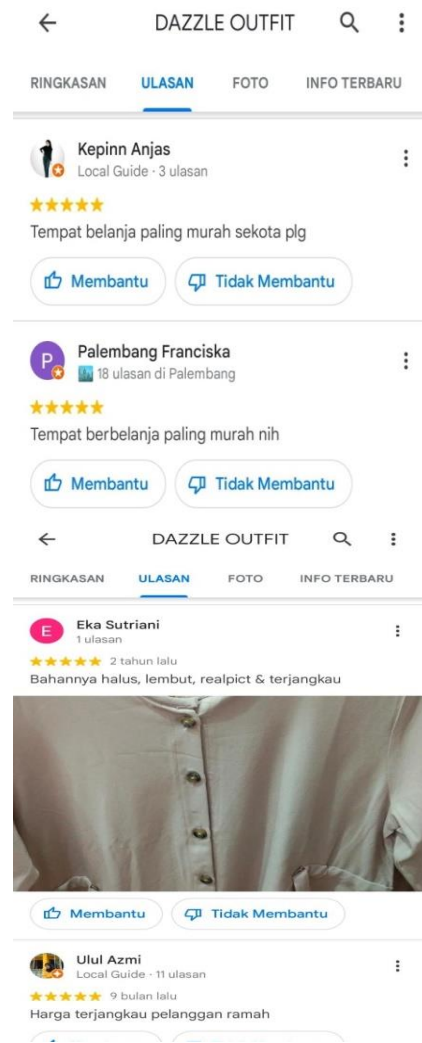 DAZZLE OUTFIT
RINGKASAN ULASAN FOTO INFO TERBARU
Kepinn Anjas
Local Guide · 3 ulasan
Tempat belanja paling murah sekota plg
Membantu Tidak Membantu
P Palembang Franciska
18 ulasan di Palembang
Tempat berbelanja paling murah nih
Membantu Tidak Membantu
DAZZLE OUTFIT
RINGKASAN ULASAN FOTO INFO TERBARU
E Eka Sutriani
1 ulasan
2 tahun lalu
Bahannya halus, lembut, realpict & terjangkau
Membantu Tidak Membantu
Ulul Azmi
Local Guide · 11 ulasan
9 bulan lalu
Harga terjangkau pelanggan ramah